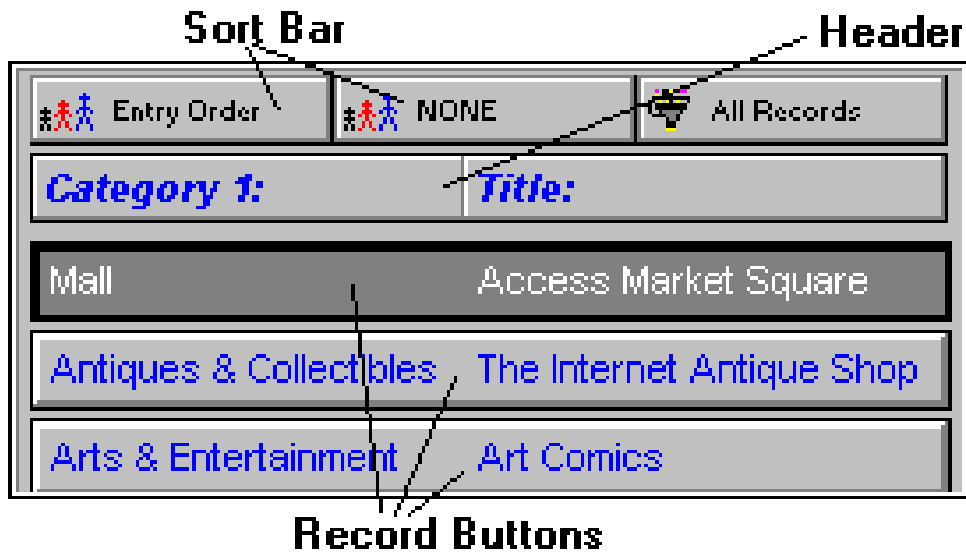 Sort Bar Header
Entry Order NONE All Records
Category 1: Title:
Mall Access Market Square
Antiques & Collectibles The Internet Antique Shop
Arts & Entertainment Art Comics
Record Buttons